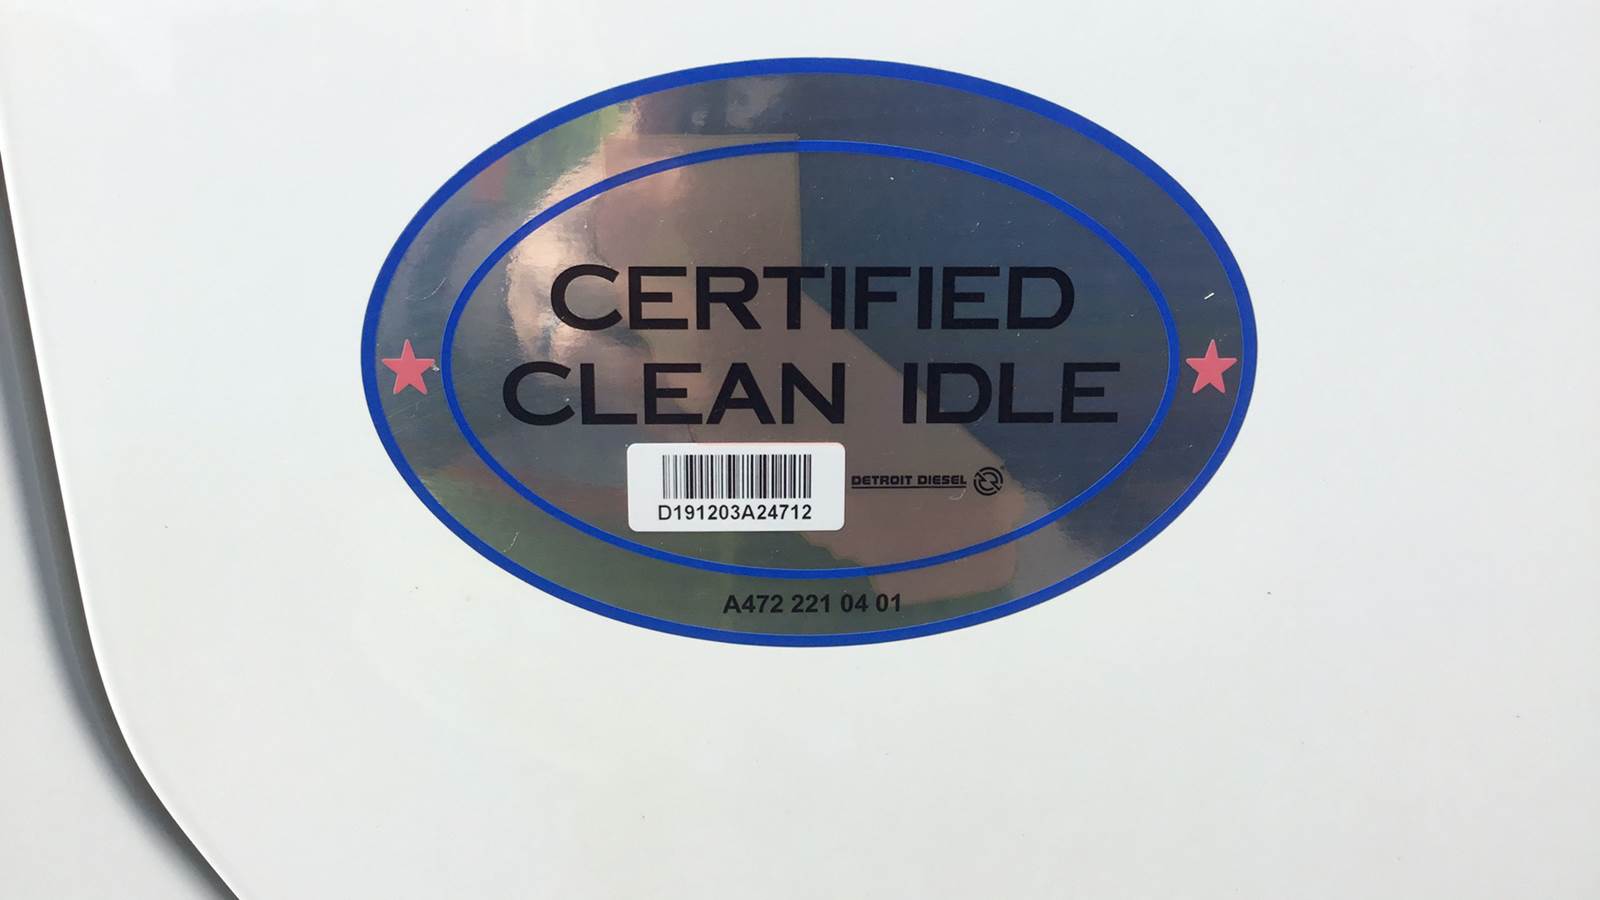 CERTIFIED
CLEAN IDLE
DETROIT DIESEL
D191203A24712
A472 221 04 01